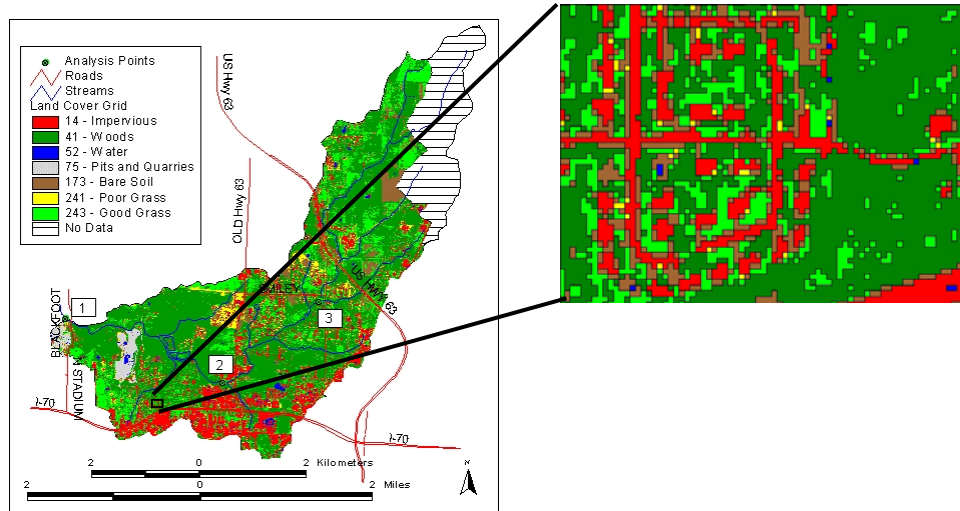 Analysis Points
Roads
Streams
Land Cover Grid
14 - Impervious
41 - Woods
52 - Water
75 - Pits and Quarries
173 - Bare Soil
241 - Poor Grass
243 - Good Grass
No Data
US Hwy 63
OLD Hwy 63
US HWY 63
1
BLACKFOOT
3
2
N STADIUM
I-70
I-70
2 0 2 Kilometers
2 0 2 Miles
N